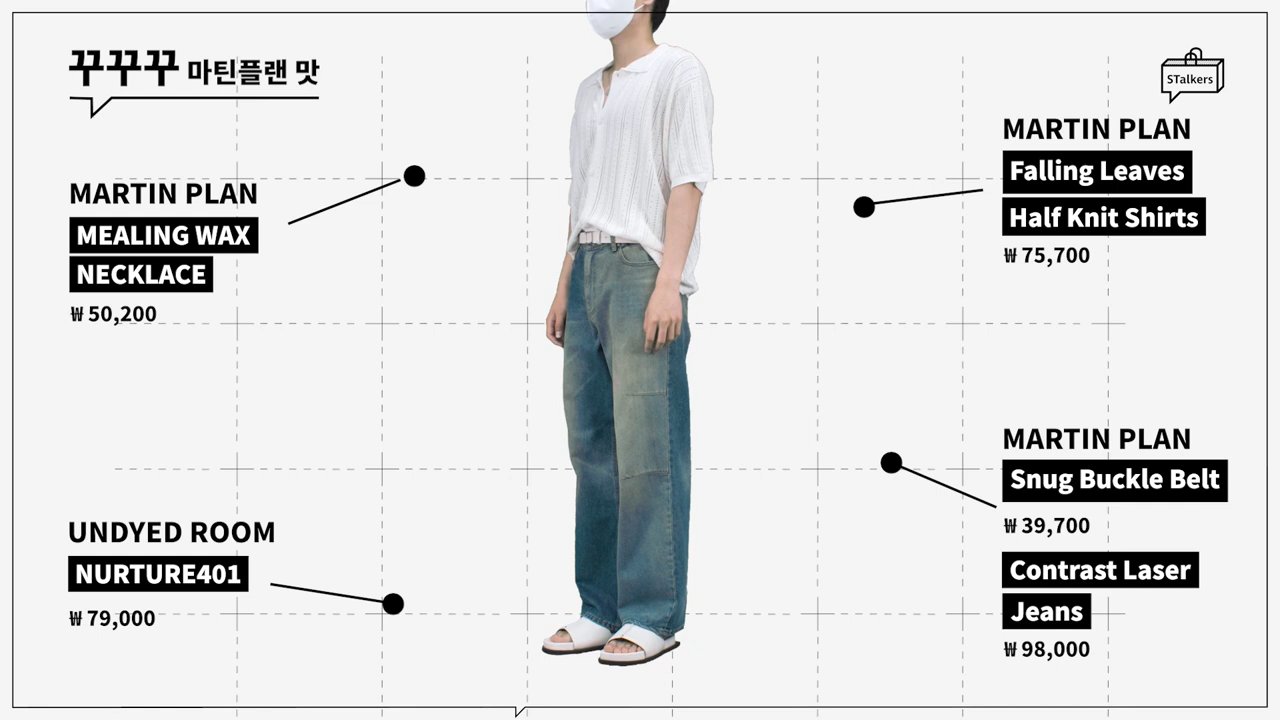 꾸꾸꾸 마틴플랜 맛
STalkers
MARTIN PLAN
MEALING WAX
NECKLACE
₩ 50,200
UNDYED ROOM
NURTURE401
₩ 79,000
MARTIN PLAN
Falling Leaves
Half Knit Shirts
₩ 75,700
MARTIN PLAN
Snug Buckle Belt
₩ 39,700
Contrast Laser
Jeans
₩ 98,000